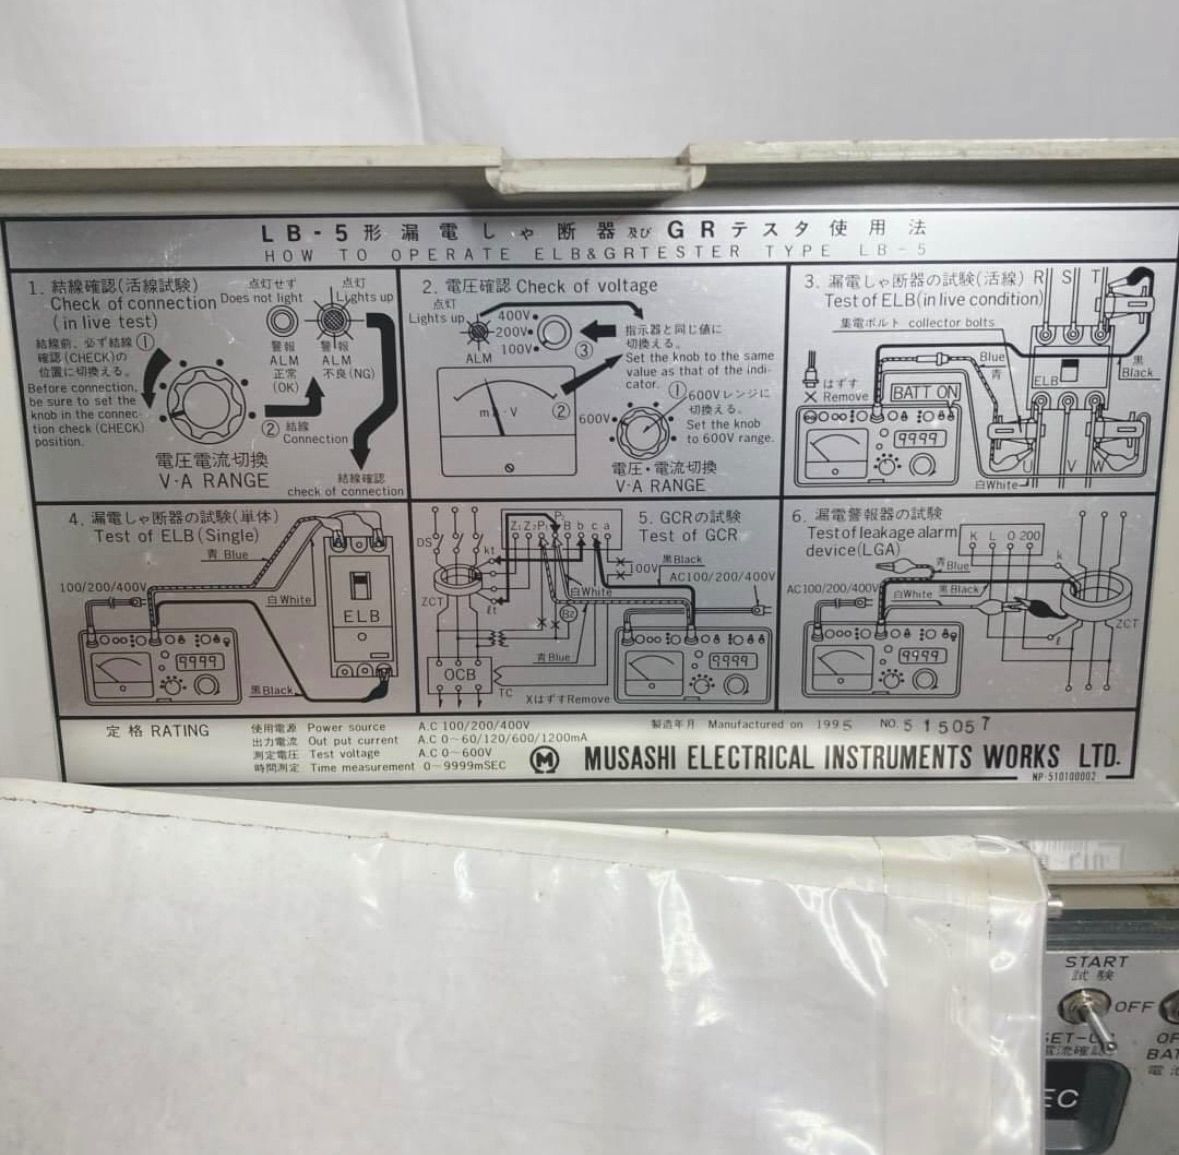 LB-5形漏電しゃ断器及びGRテスタ使用法
HOW TO OPERATE ELB&GRTESTER TYPE LB-5
1. 結線確認(活線試験)
Check of connection
(in live test)
点灯せず
Does not light
点灯
Lights up
結線前、必ず結線
確認(CHECK)の
位置に切換える。
①
Before connection,
be sure to set the
knob in the connec-
tion check (CHECK)
position.
警報
ALM
正常
(OK)
警報
ALM
不良(NG)
② 結線
Connection
電圧電流切換
V-A RANGE
結線確認
check of connection
2. 電圧確認 Check of voltage
点灯
Lights up
ALM
400V
200V
100V
③
指示器と同じ値に
切換える。
Set the knob to the same
value as that of the indi-
cator.
②
600V
① 600Vレンジに
切換える。
Set the knob
to 600V range.
電圧・電流切換
V-A RANGE
3. 漏電しゃ断器の試験(活線)
Test of ELB(in live condition)
R S T
集電ボルト collector bolts
Blue
青
黒
Black
はずす
× Remove
BATT ON
ELB
9999
U V W
白White
4. 漏電しゃ断器の試験(単体)
Test of ELB(Single)
青 Blue
100/200/400V
白White
ELB
9999
黒Black
5. GCRの試験
Test of GCR
DS
kt
ZCT
ℓt
100V
黒Black
AC100/200/400V
白White
Bz
青Blue
OCB
TC
XはずすRemove
9999
6. 漏電警報器の試験
Test of leakage alarm
device(LGA)
K L 0 200
青Blue
k
AC100/200/400V
白White
黒Black
ZCT
ℓ
9999
定格 RATING
使用電源 Power source A.C 100/200/400V
出力電流 Out put current A.C 0~60/120/600/1200mA
測定電圧 Test voltage A.C 0~600V
時間測定 Time measurement 0~9999mSEC
製造年月 Manufactured on 1995 NO. 515057
MUSASHI ELECTRICAL INSTRUMENTS WORKS LTD.
NP-510100002
START
試験
OFF